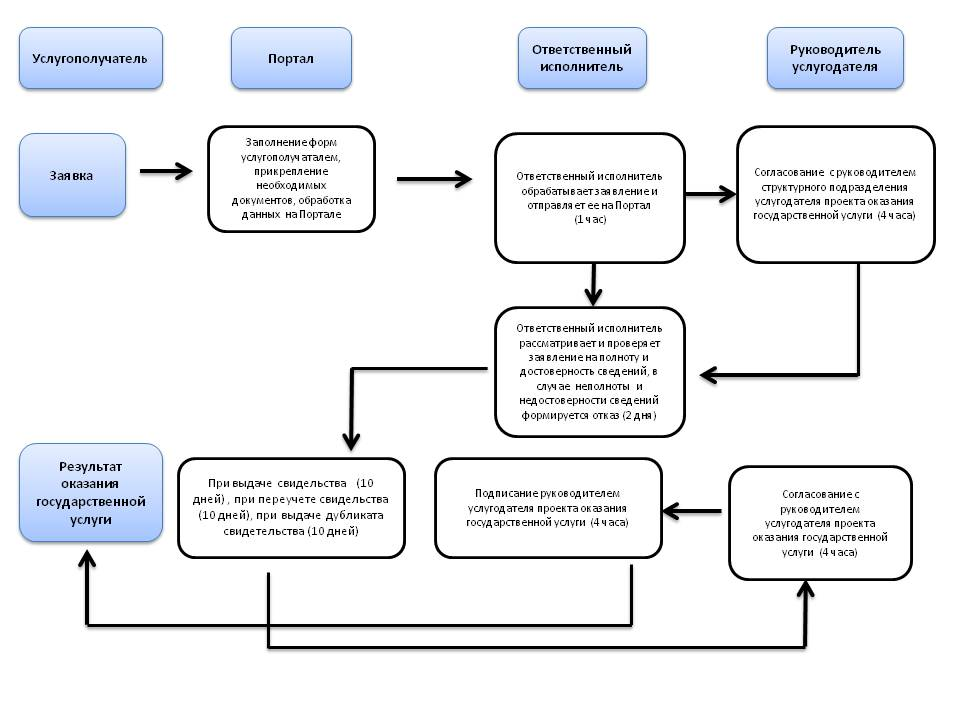 Услугополучатель
Портал
Ответственный
исполнитель
Руководитель
услугодателя
Заявка
Заполнение форм
услугополучаталем,
прикрепление
необходимых
документов, обработка
данных на Портале
Ответственный исполнитель
обрабатывает заявление и
отправляет ее на Портал
(1 час)
Согласование с руководителем
структурного подразделения
услугодателя проекта оказания
государственной услуги (4 часа)
Ответственный исполнитель
рассматривает и проверяет
заявление на полноту и
достоверность сведений, в
случае неполноты и
недостоверности сведений
формируется отказ (2 дня)
Результат
оказания
государственной
услуги
При выдаче свидельства (10
дней) , при переучете свидельства
(10 дней), при выдаче дубликата
свидетельства (10 дней)
Подписание руководителем
услугодателя проекта оказания
государственной услуги (4 часа)
Согласование с
руководителем
услугодателя проекта
оказания государственной
услуги (4 часа)